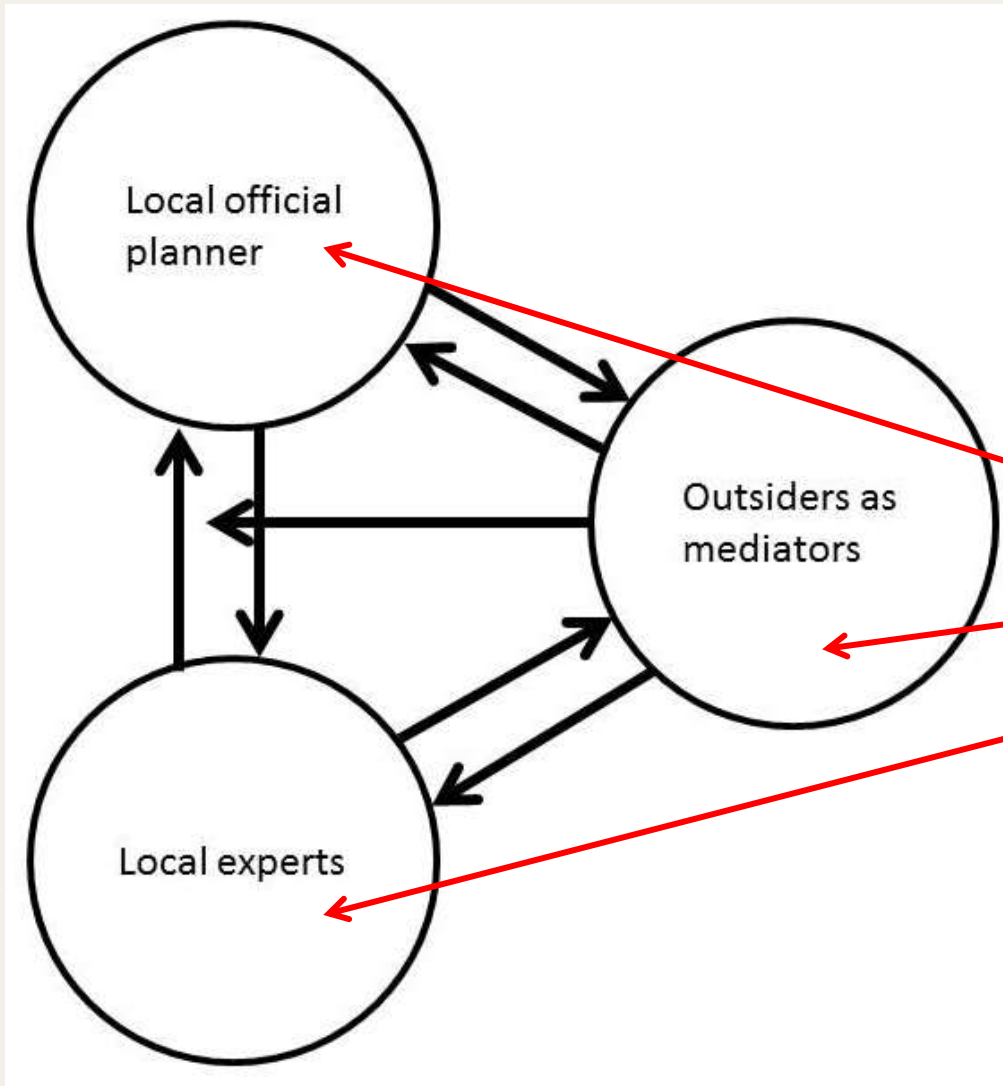 Local official
planner
Outsiders as
mediators
Local experts